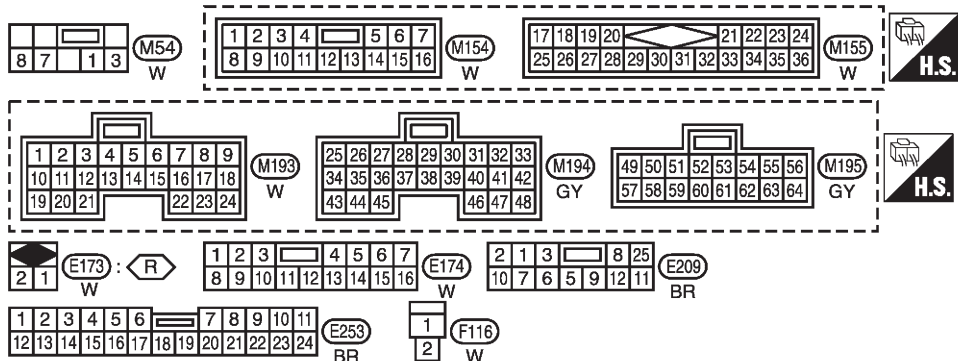 8 7 1 3
M54
W
1 2 3 4 5 6 7
8 9 10 11 12 13 14 15 16
M154
W
17 18 19 20 21 22 23 24
25 26 27 28 29 30 31 32 33 34 35 36
M155
W
H.S.
1 2 3 4 5 6 7 8 9
10 11 12 13 14 15 16 17 18
19 20 21 22 23 24
M193
W
25 26 27 28 29 30 31 32 33
34 35 36 37 38 39 40 41 42
43 44 45 46 47 48
M194
GY
49 50 51 52 53 54 55 56
57 58 59 60 61 62 63 64
M195
GY
H.S.
2 1
E173 : R
W
1 2 3 4 5 6 7
8 9 10 11 12 13 14 15 16
E174
W
2 1 3 8 25
10 7 6 5 9 12 11
E209
BR
1 2 3 4 5 6 7 8 9 10 11
12 13 14 15 16 17 18 19 20 21 22 23 24
E253
BR
1
2
F116
W